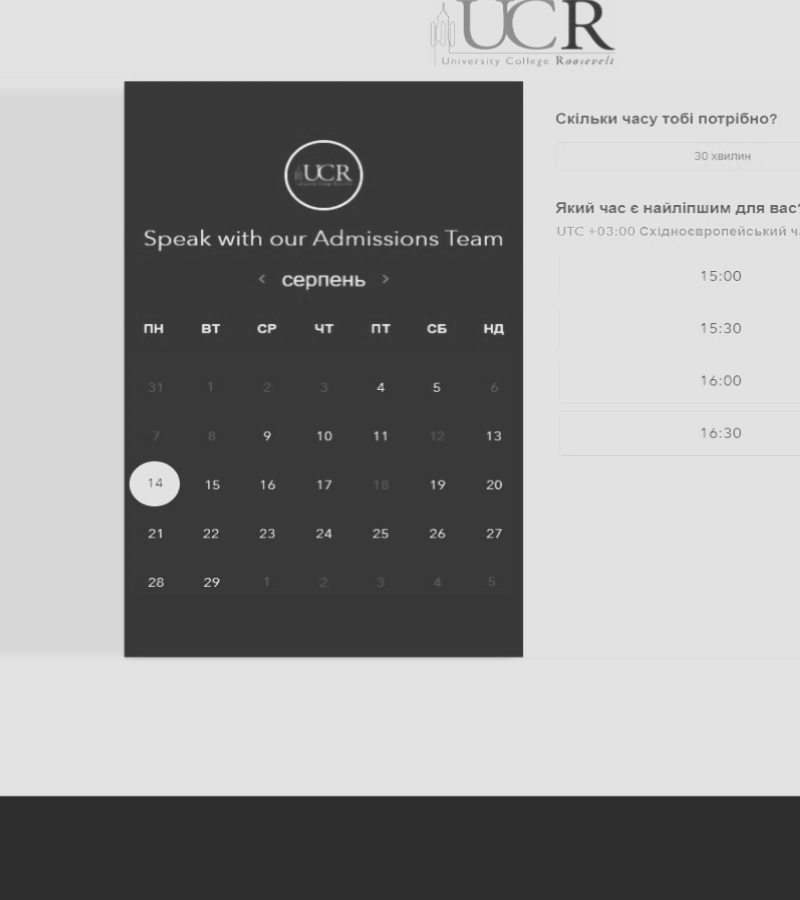 UCR
University College Roosevelt
UCR
Speak with our Admissions Team
< серпень >
ПН ВТ СР ЧТ ПТ СБ НД
31 1 2 3 4 5 6
7 8 9 10 11 12 13
14 15 16 17 18 19 20
21 22 23 24 25 26 27
28 29 1 2 3 4 5
Скільки часу тобі потрібно?
30 хвилин
Який час є найліпшим для вас?
UTC +03:00 Східноєвропейський
15:00
15:30
16:00
16:30